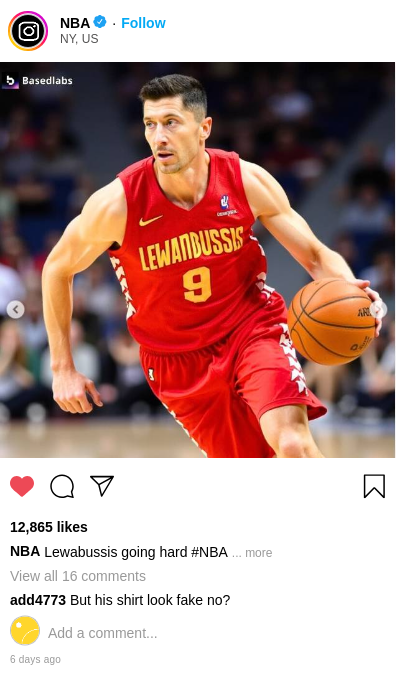 NBA · Follow
NY, US
Basedlabs
LEWANDUSSIS
9
12,865 likes
NBA Lewabussis going hard #NBA ... more
View all 16 comments
add4773 But his shirt look fake no?
Add a comment...
6 days ago